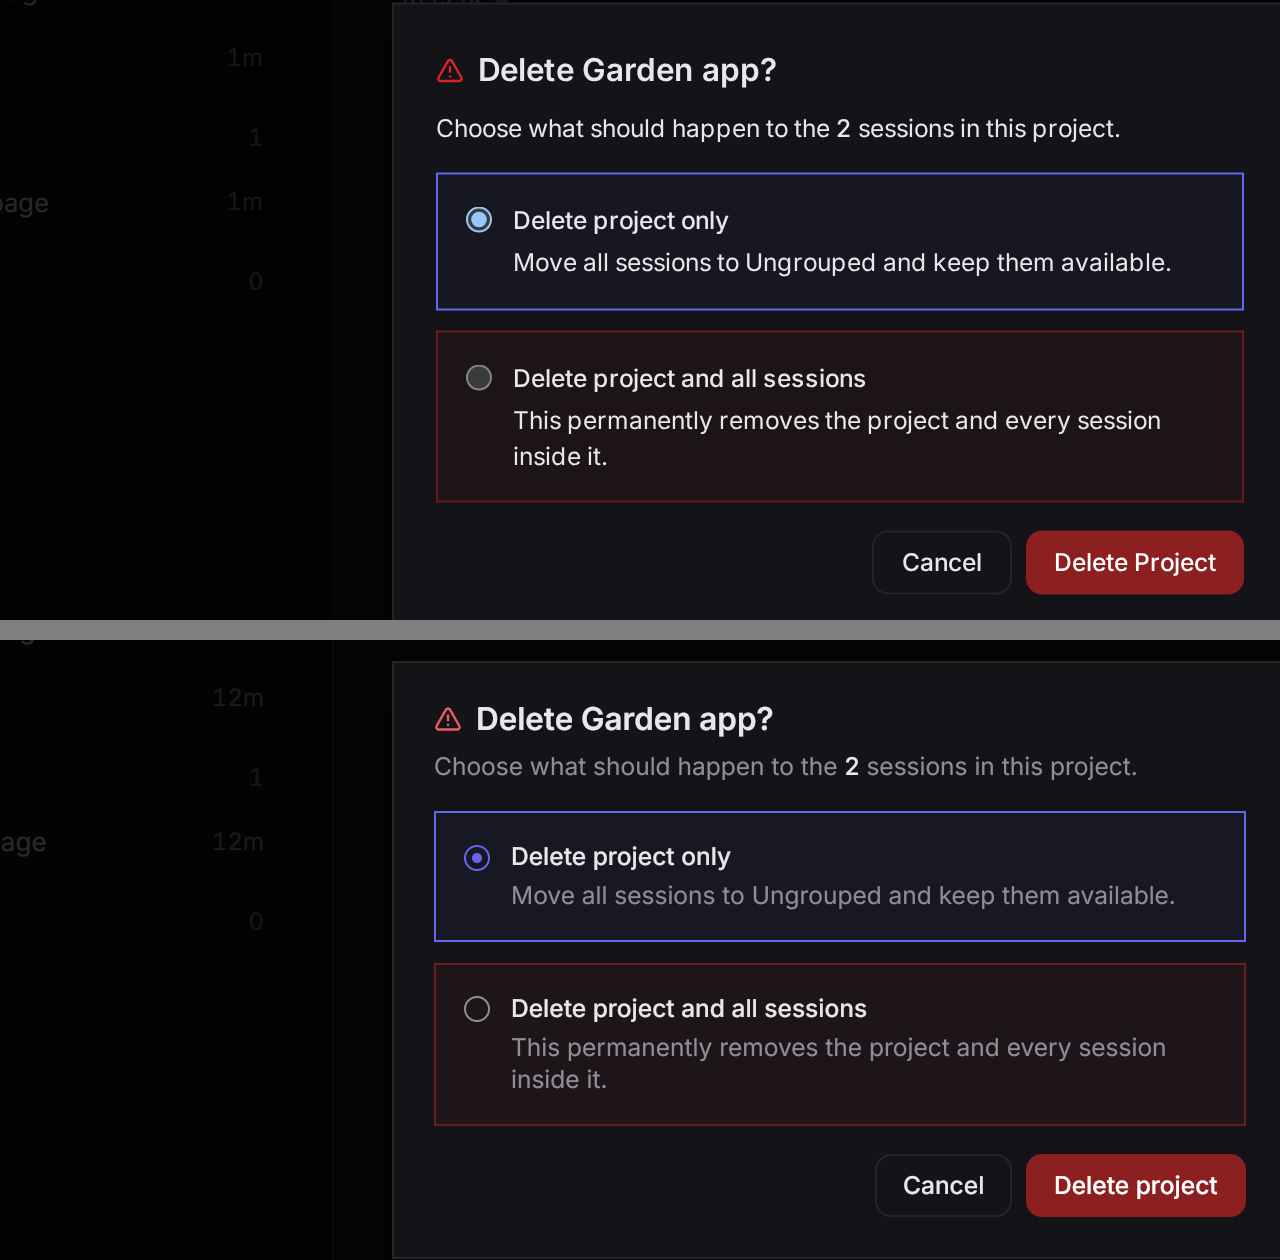 1m
1
page
1m
0
Delete Garden app?
Choose what should happen to the 2 sessions in this project.
Delete project only
Move all sessions to Ungrouped and keep them available.
Delete project and all sessions
This permanently removes the project and every session
inside it.
Cancel
Delete Project
12m
1
age
12m
0
Delete Garden app?
Choose what should happen to the 2 sessions in this project.
Delete project only
Move all sessions to Ungrouped and keep them available.
Delete project and all sessions
This permanently removes the project and every session
inside it.
Cancel
Delete project